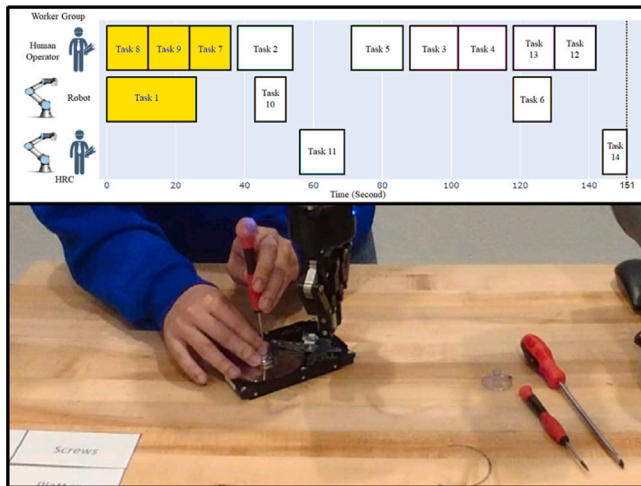 Worker Group
Human
Operator
Task 8
Task 9
Task 7
Task 2
Task 5
Task 3
Task 4
Task
13
Task
12
Robot
Task 1
Task
10
Task 6
HRC
Task 11
Task
14
0
20
40
60
80
100
120
140
151
Time (Second)
Screws